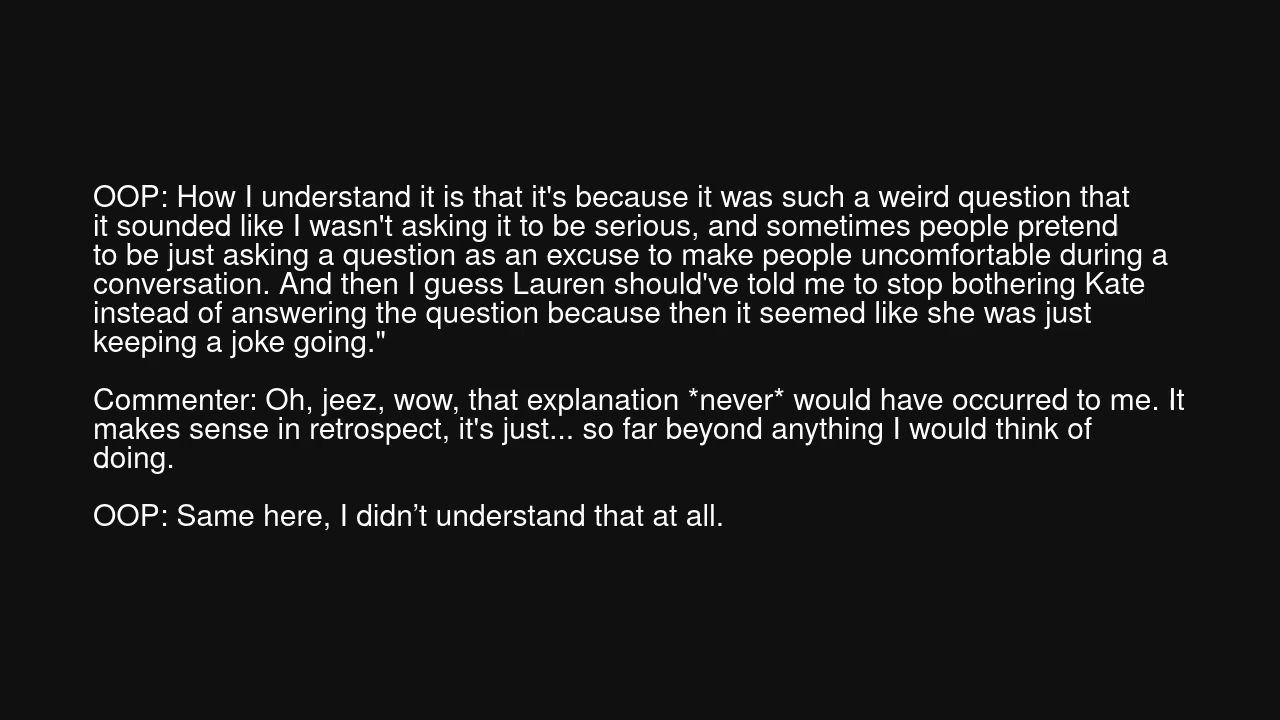 OOP: How I understand it is that it's because it was such a weird question that
it sounded like I wasn't asking it to be serious, and sometimes people pretend
to be just asking a question as an excuse to make people uncomfortable during a
conversation. And then I guess Lauren should've told me to stop bothering Kate
instead of answering the question because then it seemed like she was just
keeping a joke going."
Commenter: Oh, jeez, wow, that explanation *never* would have occurred to me. It
makes sense in retrospect, it's just... so far beyond anything I would think of
doing.
OOP: Same here, I didn’t understand that at all.